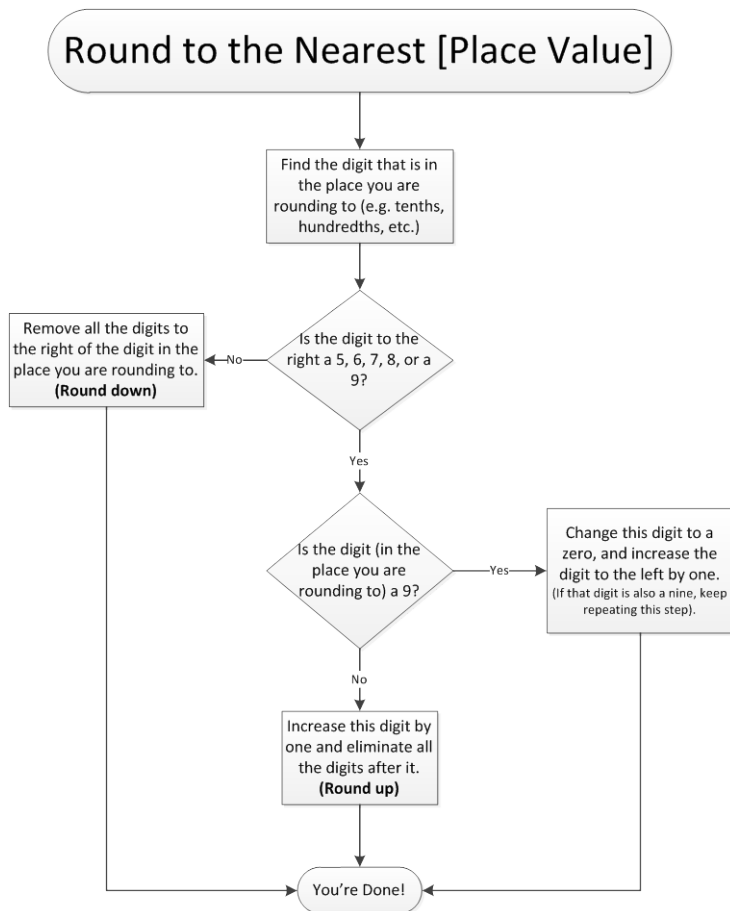 Round to the Nearest [Place Value]
Find the digit that is in
the place you are
rounding to (e.g. tenths,
hundredths, etc.)
Is the digit to the
right a 5, 6, 7, 8, or a
9?
No
Remove all the digits to
the right of the digit in the
place you are rounding to.
(Round down)
Yes
Is the digit (in the
place you are
rounding to) a 9?
Yes
Change this digit to a
zero, and increase the
digit to the left by one.
(If that digit is also a nine, keep
repeating this step).
No
Increase this digit by
one and eliminate all
the digits after it.
(Round up)
You’re Done!